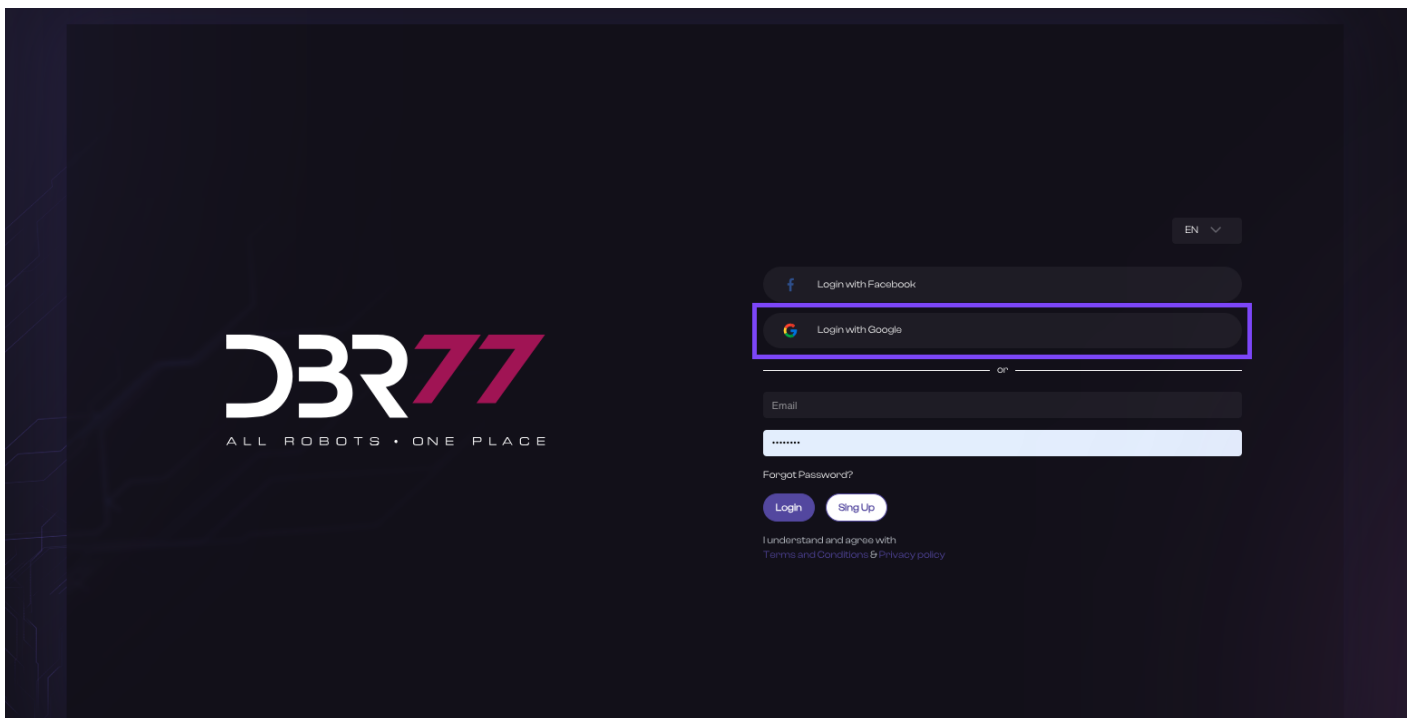 EN
Login with Facebook
Login with Google
or
DBR77
ALL ROBOTS • ONE PLACE
Email
••••••••
Forgot Password?
Login
Sing Up
I understand and agree with
Terms and Conditions & Privacy policy